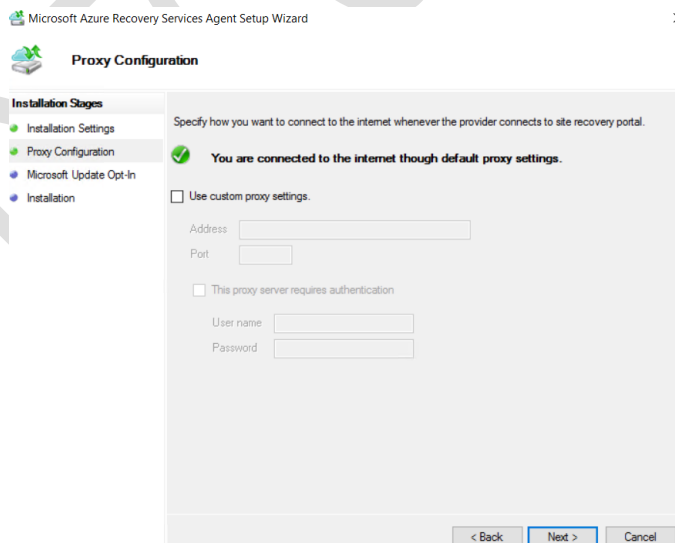 Microsoft Azure Recovery Services Agent Setup Wizard
Proxy Configuration
Installation Stages
Installation Settings
Proxy Configuration
Microsoft Update Opt-In
Installation
Specify how you want to connect to the internet whenever the provider connects to site recovery portal.
You are connected to the internet though default proxy settings.
Use custom proxy settings.
Address
Port
This proxy server requires authentication
User name
Password
< Back Next > Cancel